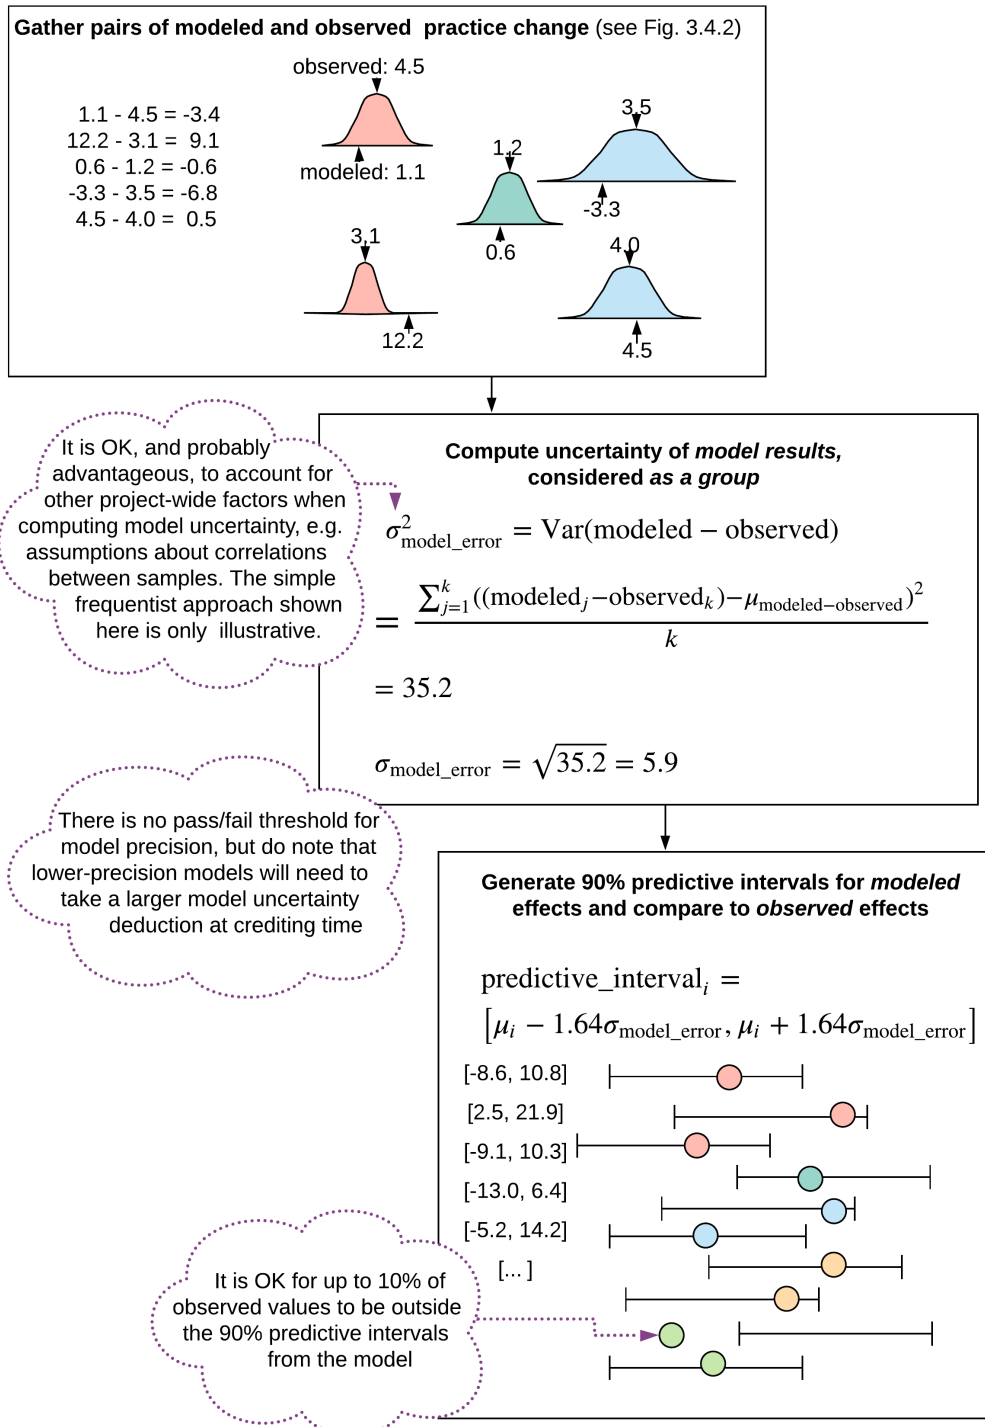 Gather pairs of modeled and observed  practice change (see Fig. 3.4.2)
1.1 - 4.5 = -3.4
12.2 - 3.1 =  9.1
0.6 - 1.2 = -0.6
-3.3 - 3.5 = -6.8
4.5 - 4.0 =  0.5
observed: 4.5
modeled: 1.1
3.5
-3.3
1.2
0.6
3.1
12.2
4.0
4.5
It is OK, and probably
advantageous, to account for
other project-wide factors when
computing model uncertainty, e.g.
assumptions about correlations
between samples. The simple
frequentist approach shown
here is only  illustrative.
Compute uncertainty of model results,
considered as a group
σ²model_error = Var(modeled − observed)
= ∑ᵏⱼ₌₁((modeledⱼ−observedₖ)−μmodeled−observed)²
k
= 35.2
σmodel_error = √35.2 = 5.9
There is no pass/fail threshold for
model precision, but do note that
lower-precision models will need to
take a larger model uncertainty
deduction at crediting time
Generate 90% predictive intervals for modeled
effects and compare to observed effects
predictive_intervalᵢ =
[μᵢ − 1.64σmodel_error, μᵢ + 1.64σmodel_error]
[-8.6, 10.8]
[2.5, 21.9]
[-9.1, 10.3]
[-13.0, 6.4]
[-5.2, 14.2]
[... ]
It is OK for up to 10% of
observed values to be outside
the 90% predictive intervals
from the model